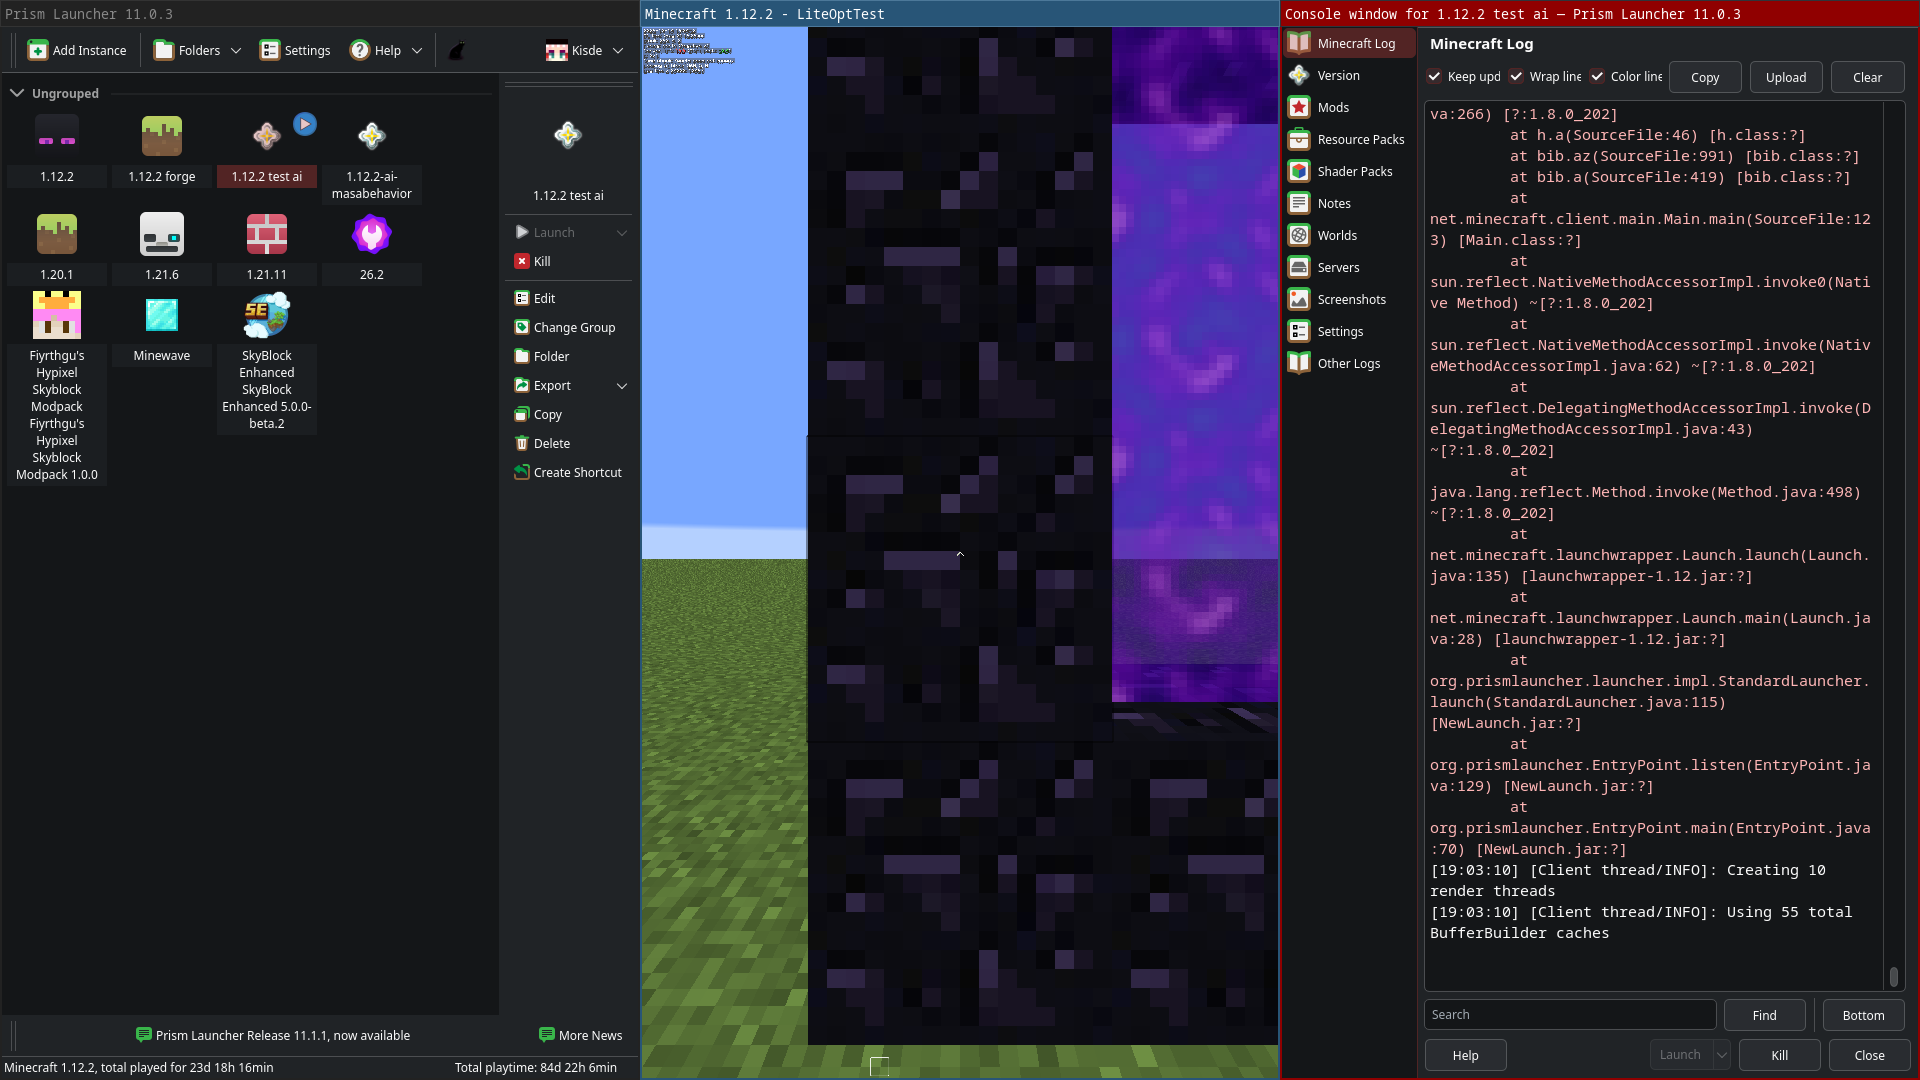 Prism Launcher 11.0.3
Add Instance
Folders
Settings
Help
Kisde
Ungrouped
1.12.2
1.12.2 forge
1.12.2 test ai
1.12.2-ai-
masabehavior
1.20.1
1.21.6
1.21.11
26.2
Fiyrthgu's
Hypixel
Skyblock
Modpack
Fiyrthgu's
Hypixel
Skyblock
Modpack 1.0.0
Minewave
SkyBlock
Enhanced
SkyBlock
Enhanced 5.0.0-
beta.2
1.12.2 test ai
Launch
Kill
Edit
Change Group
Folder
Export
Copy
Delete
Create Shortcut
Prism Launcher Release 11.1.1, now available
More News
Minecraft 1.12.2, total played for 23d 18h 16min
Total playtime: 84d 22h 6min
Minecraft 1.12.2 - LiteOptTest
Console window for 1.12.2 test ai — Prism Launcher 11.0.3
Minecraft Log
Version
Mods
Resource Packs
Shader Packs
Notes
Worlds
Servers
Screenshots
Settings
Other Logs
Minecraft Log
Keep upd
Wrap line
Color line
Copy
Upload
Clear
va:266) [?:1.8.0_202]
at h.a(SourceFile:46) [h.class:?]
at bib.az(SourceFile:991) [bib.class:?]
at bib.a(SourceFile:419) [bib.class:?]
at
net.minecraft.client.main.Main.main(SourceFile:12
3) [Main.class:?]
at
sun.reflect.NativeMethodAccessorImpl.invoke0(Nati
ve Method) ~[?:1.8.0_202]
at
sun.reflect.NativeMethodAccessorImpl.invoke(Nativ
eMethodAccessorImpl.java:62) ~[?:1.8.0_202]
at
sun.reflect.DelegatingMethodAccessorImpl.invoke(D
elegatingMethodAccessorImpl.java:43)
~[?:1.8.0_202]
at
java.lang.reflect.Method.invoke(Method.java:498)
~[?:1.8.0_202]
at
net.minecraft.launchwrapper.Launch.launch(Launch.
java:135) [launchwrapper-1.12.jar:?]
at
net.minecraft.launchwrapper.Launch.main(Launch.ja
va:28) [launchwrapper-1.12.jar:?]
at
org.prismlauncher.launcher.impl.StandardLauncher.
launch(StandardLauncher.java:115)
[NewLaunch.jar:?]
at
org.prismlauncher.EntryPoint.listen(EntryPoint.ja
va:129) [NewLaunch.jar:?]
at
org.prismlauncher.EntryPoint.main(EntryPoint.java
:70) [NewLaunch.jar:?]
[19:03:10] [Client thread/INFO]: Creating 10
render threads
[19:03:10] [Client thread/INFO]: Using 55 total
BufferBuilder caches
Search
Find
Bottom
Help
Launch
Kill
Close